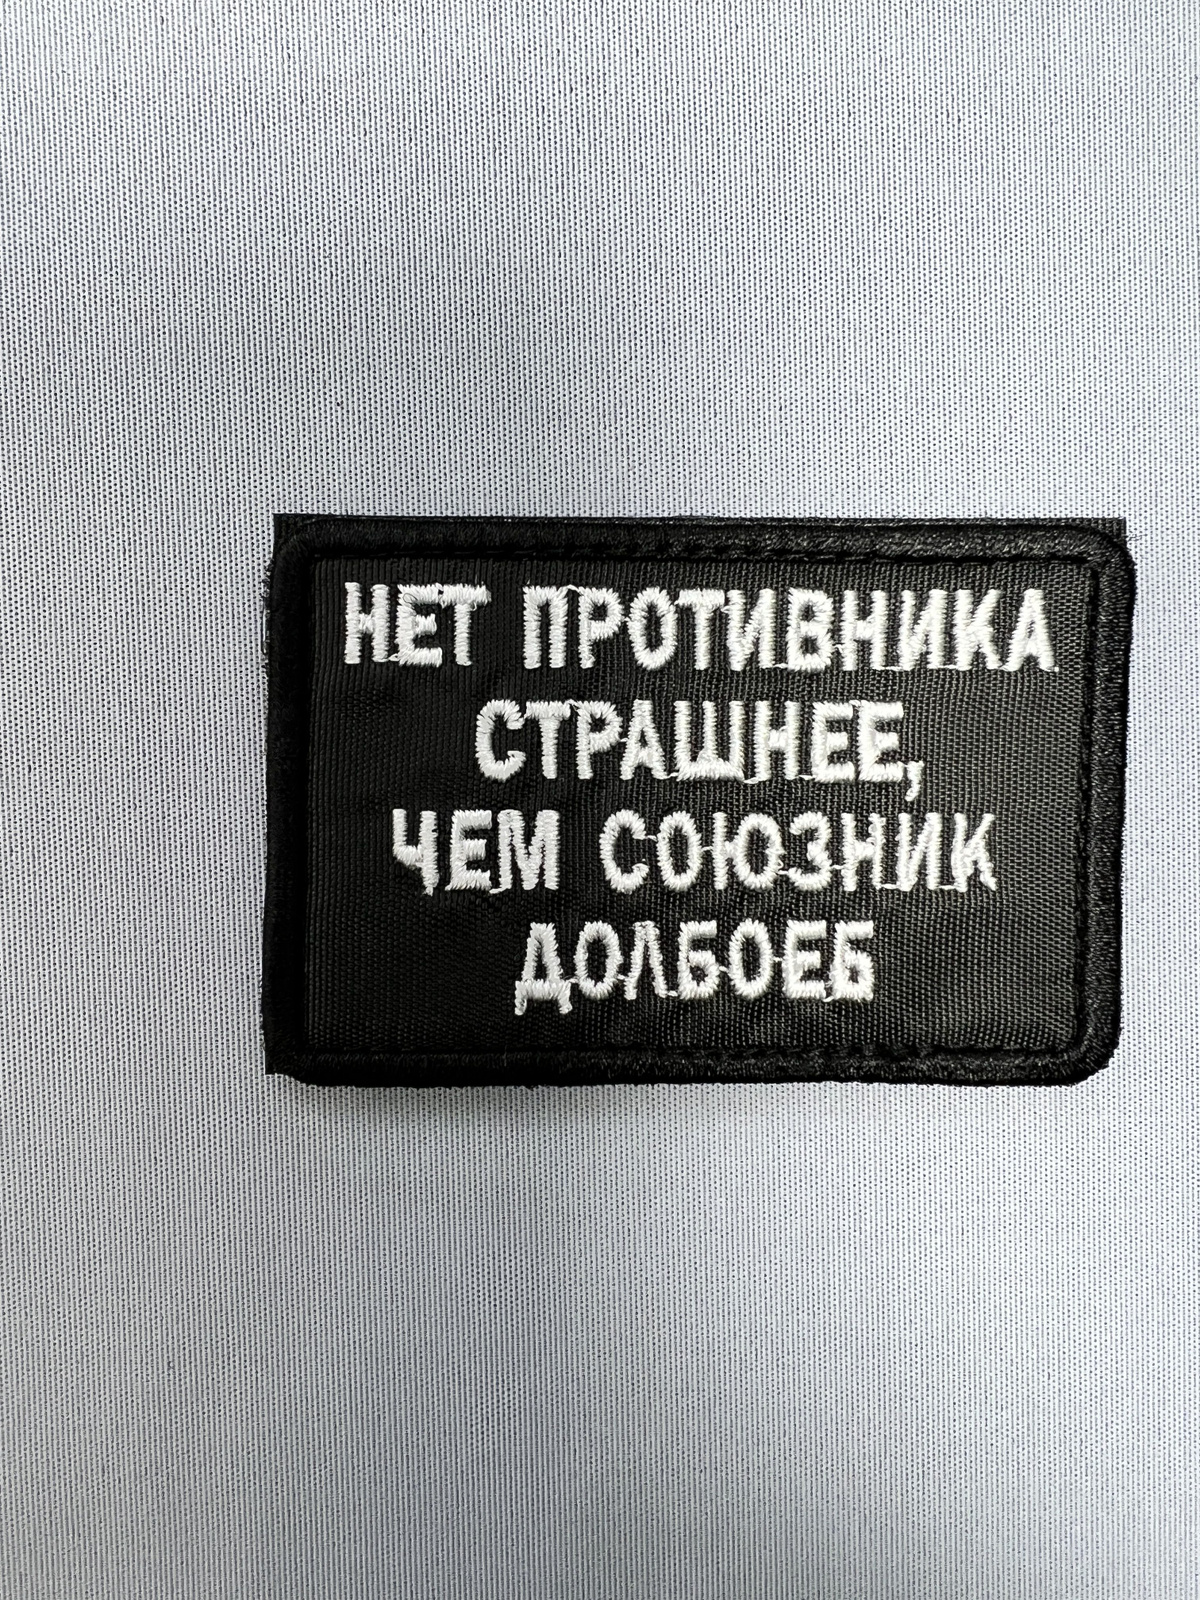 НЕТ ПРОТИВНИКА
СТРАШНЕЕ,
ЧЕМ СОЮЗНИК
ДОЛБОЕБ